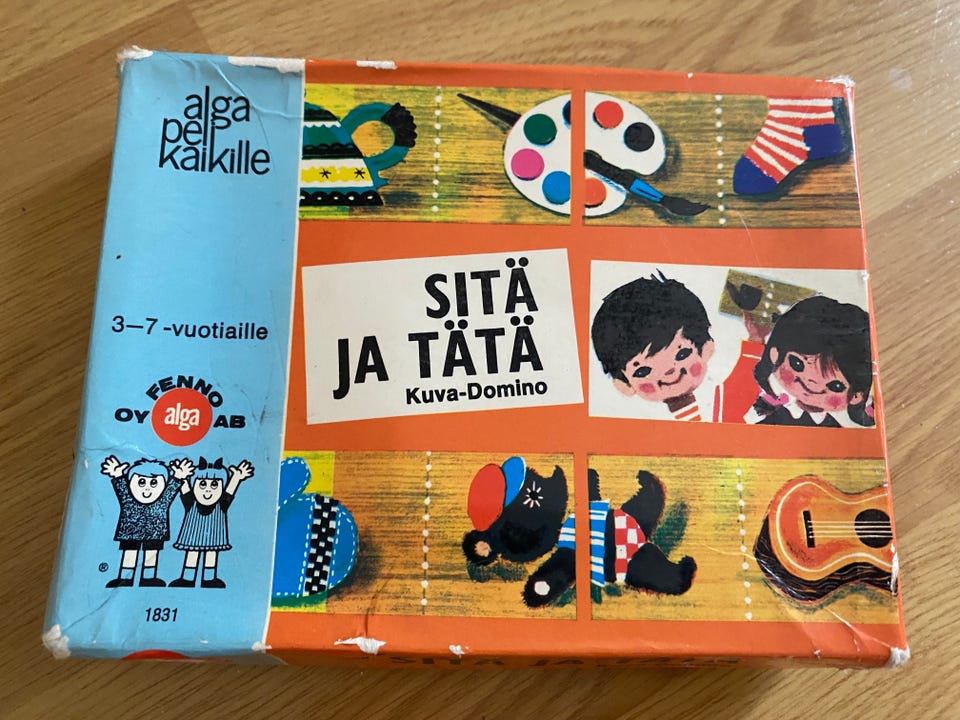 alga
peli
kaikille
3–7-vuotiaille
FENNO
OY alga AB
®
1831
SITÄ
JA TÄTÄ
Kuva-Domino